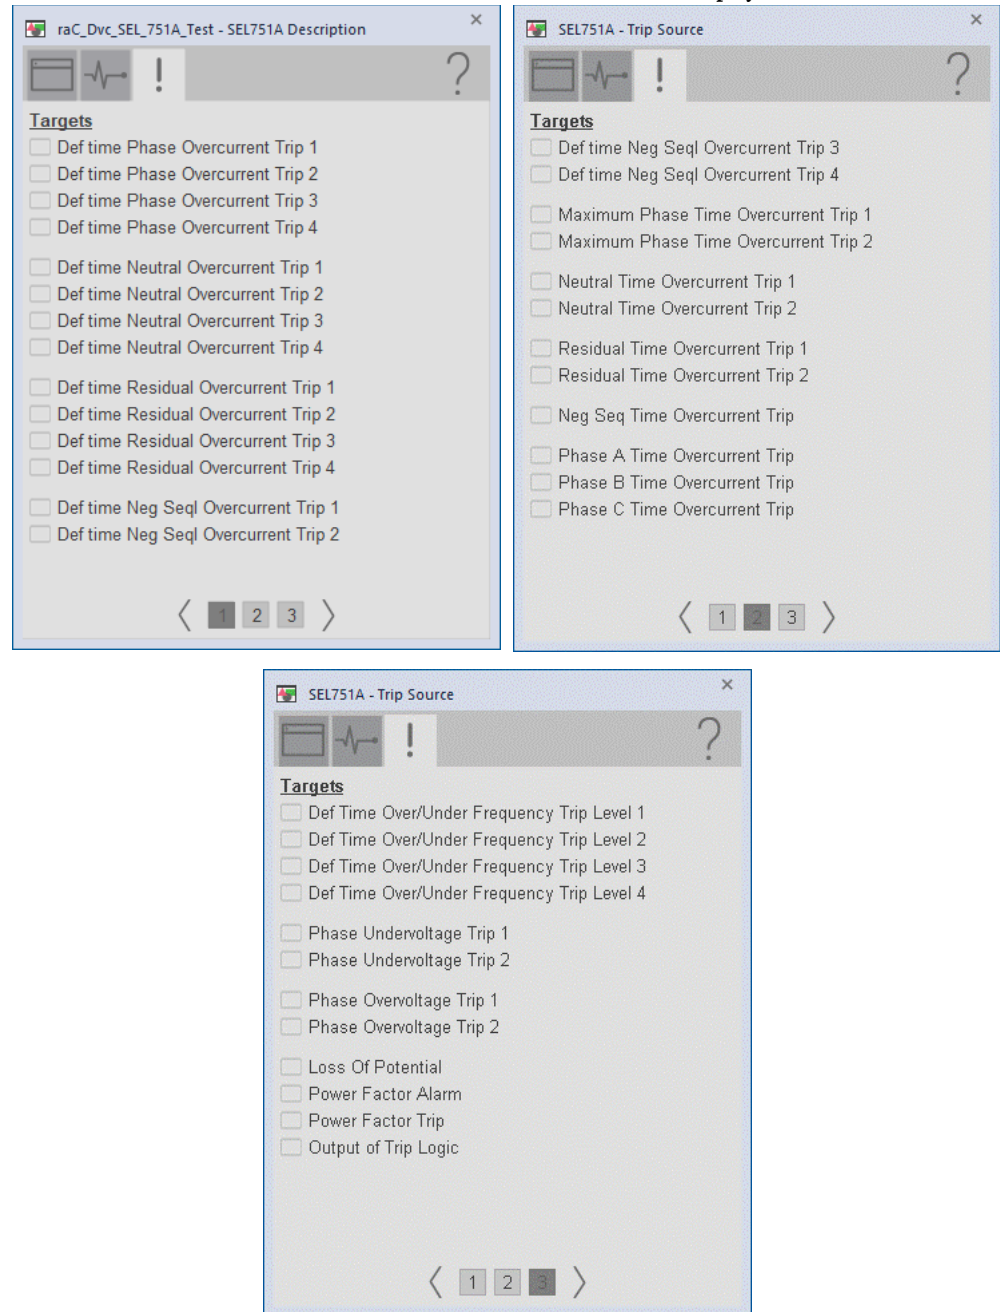 raC_Dvc_SEL_751A_Test - SEL751A Description
Targets
Def time Phase Overcurrent Trip 1
Def time Phase Overcurrent Trip 2
Def time Phase Overcurrent Trip 3
Def time Phase Overcurrent Trip 4
Def time Neutral Overcurrent Trip 1
Def time Neutral Overcurrent Trip 2
Def time Neutral Overcurrent Trip 3
Def time Neutral Overcurrent Trip 4
Def time Residual Overcurrent Trip 1
Def time Residual Overcurrent Trip 2
Def time Residual Overcurrent Trip 3
Def time Residual Overcurrent Trip 4
Def time Neg Seql Overcurrent Trip 1
Def time Neg Seql Overcurrent Trip 2
1 2 3
SEL751A - Trip Source
Targets
Def time Neg Seql Overcurrent Trip 3
Def time Neg Seql Overcurrent Trip 4
Maximum Phase Time Overcurrent Trip 1
Maximum Phase Time Overcurrent Trip 2
Neutral Time Overcurrent Trip 1
Neutral Time Overcurrent Trip 2
Residual Time Overcurrent Trip 1
Residual Time Overcurrent Trip 2
Neg Seq Time Overcurrent Trip
Phase A Time Overcurrent Trip
Phase B Time Overcurrent Trip
Phase C Time Overcurrent Trip
1 2 3
SEL751A - Trip Source
Targets
Def Time Over/Under Frequency Trip Level 1
Def Time Over/Under Frequency Trip Level 2
Def Time Over/Under Frequency Trip Level 3
Def Time Over/Under Frequency Trip Level 4
Phase Undervoltage Trip 1
Phase Undervoltage Trip 2
Phase Overvoltage Trip 1
Phase Overvoltage Trip 2
Loss Of Potential
Power Factor Alarm
Power Factor Trip
Output of Trip Logic
1 2 3